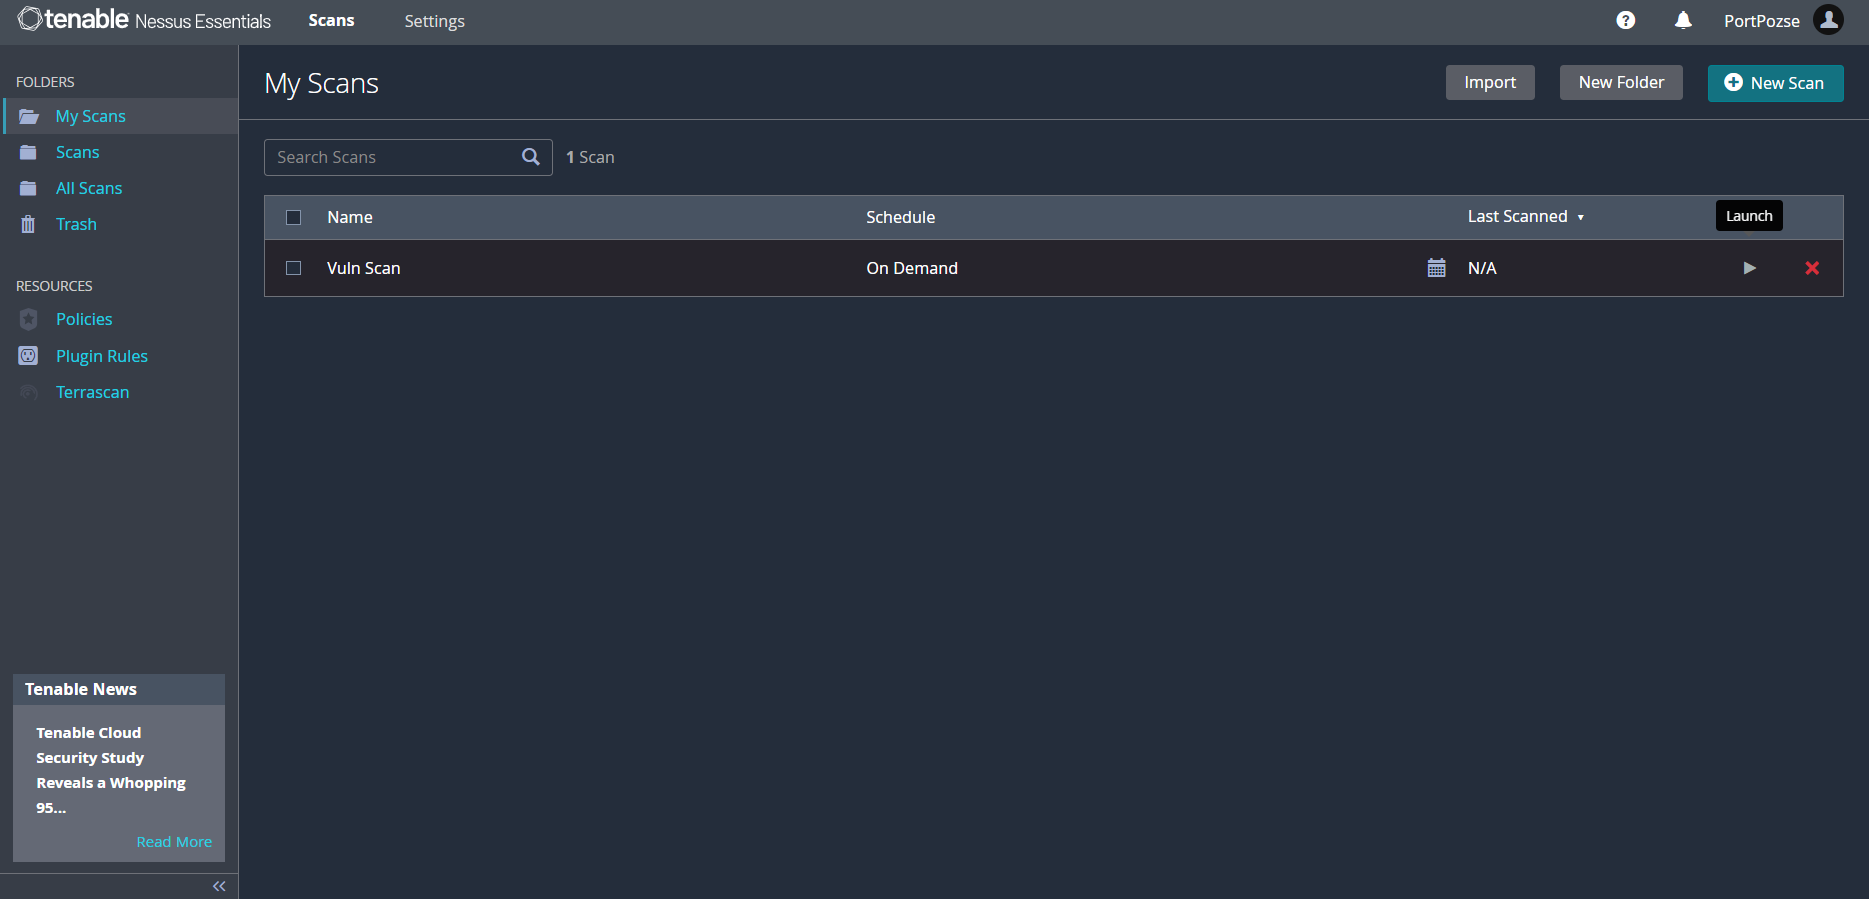 tenable Nessus Essentials Scans Settings ? PortPozse
FOLDERS
My Scans
Scans
All Scans
Trash
RESOURCES
Policies
Plugin Rules
Terrascan
Tenable News
Tenable Cloud
Security Study
Reveals a Whopping
95...
Read More
My Scans Import New Folder New Scan
Search Scans 1 Scan
Name Schedule Last Scanned Launch
Vuln Scan On Demand N/A